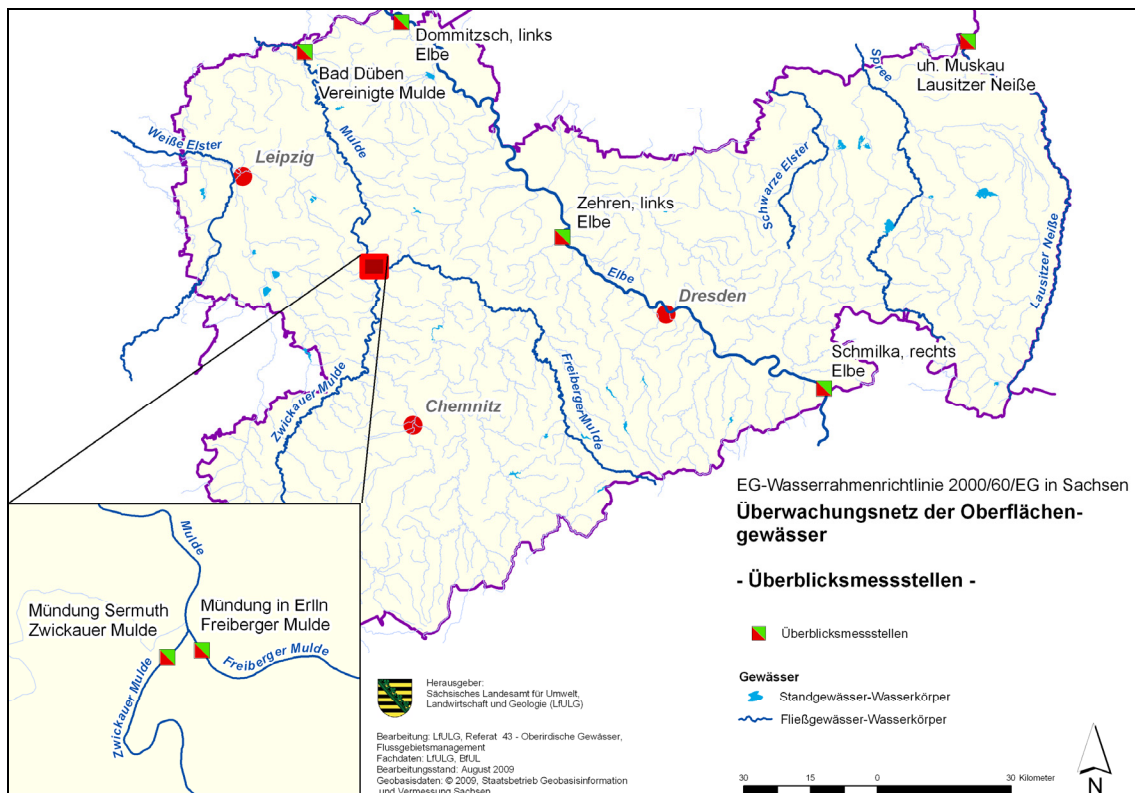 Dommitzsch, links
Elbe
Bad Düben
Vereinigte Mulde
uh. Muskau
Lausitzer Neiße
Spree
Weiße Elster
Mulde
Leipzig
Schwarze Elster
Zehren, links
Elbe
Elbe
Dresden
Lausitzer Neiße
Schmilka, rechts
Elbe
Zwickauer Mulde
Freiberger Mulde
Chemnitz
EG-Wasserrahmenrichtlinie 2000/60/EG in Sachsen
Überwachungsnetz der Oberflächen-
gewässer
- Überblicksmessstellen -
Überblicksmessstellen
Gewässer
Standgewässer-Wasserkörper
Fließgewässer-Wasserkörper
Mulde
Mündung Sermuth
Zwickauer Mulde
Mündung in Erlln
Freiberger Mulde
Freiberger Mulde
Zwickauer Mulde
Herausgeber:
Sächsisches Landesamt für Umwelt,
Landwirtschaft und Geologie (LfULG)
Bearbeitung: LfULG, Referat 43 - Oberirdische Gewässer,
Flussgebietsmanagement
Fachdaten: LfULG, BfUL
Bearbeitungsstand: August 2009
Geobasisdaten: © 2009, Staatsbetrieb Geobasisinformation
und Vermessung Sachsen
30 15 0 30 Kilometer
N